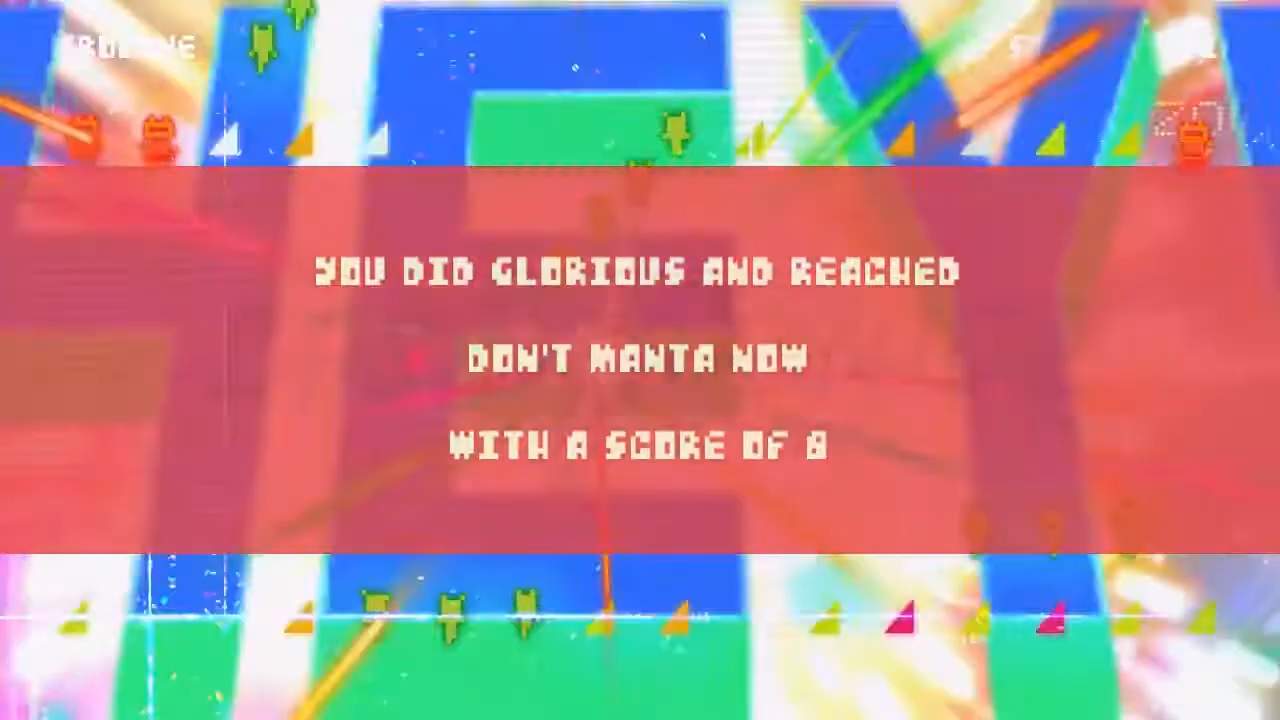 YOU DID GLORIOUS AND REACHED
DON'T MANTA NOW
WITH A SCORE OF 8